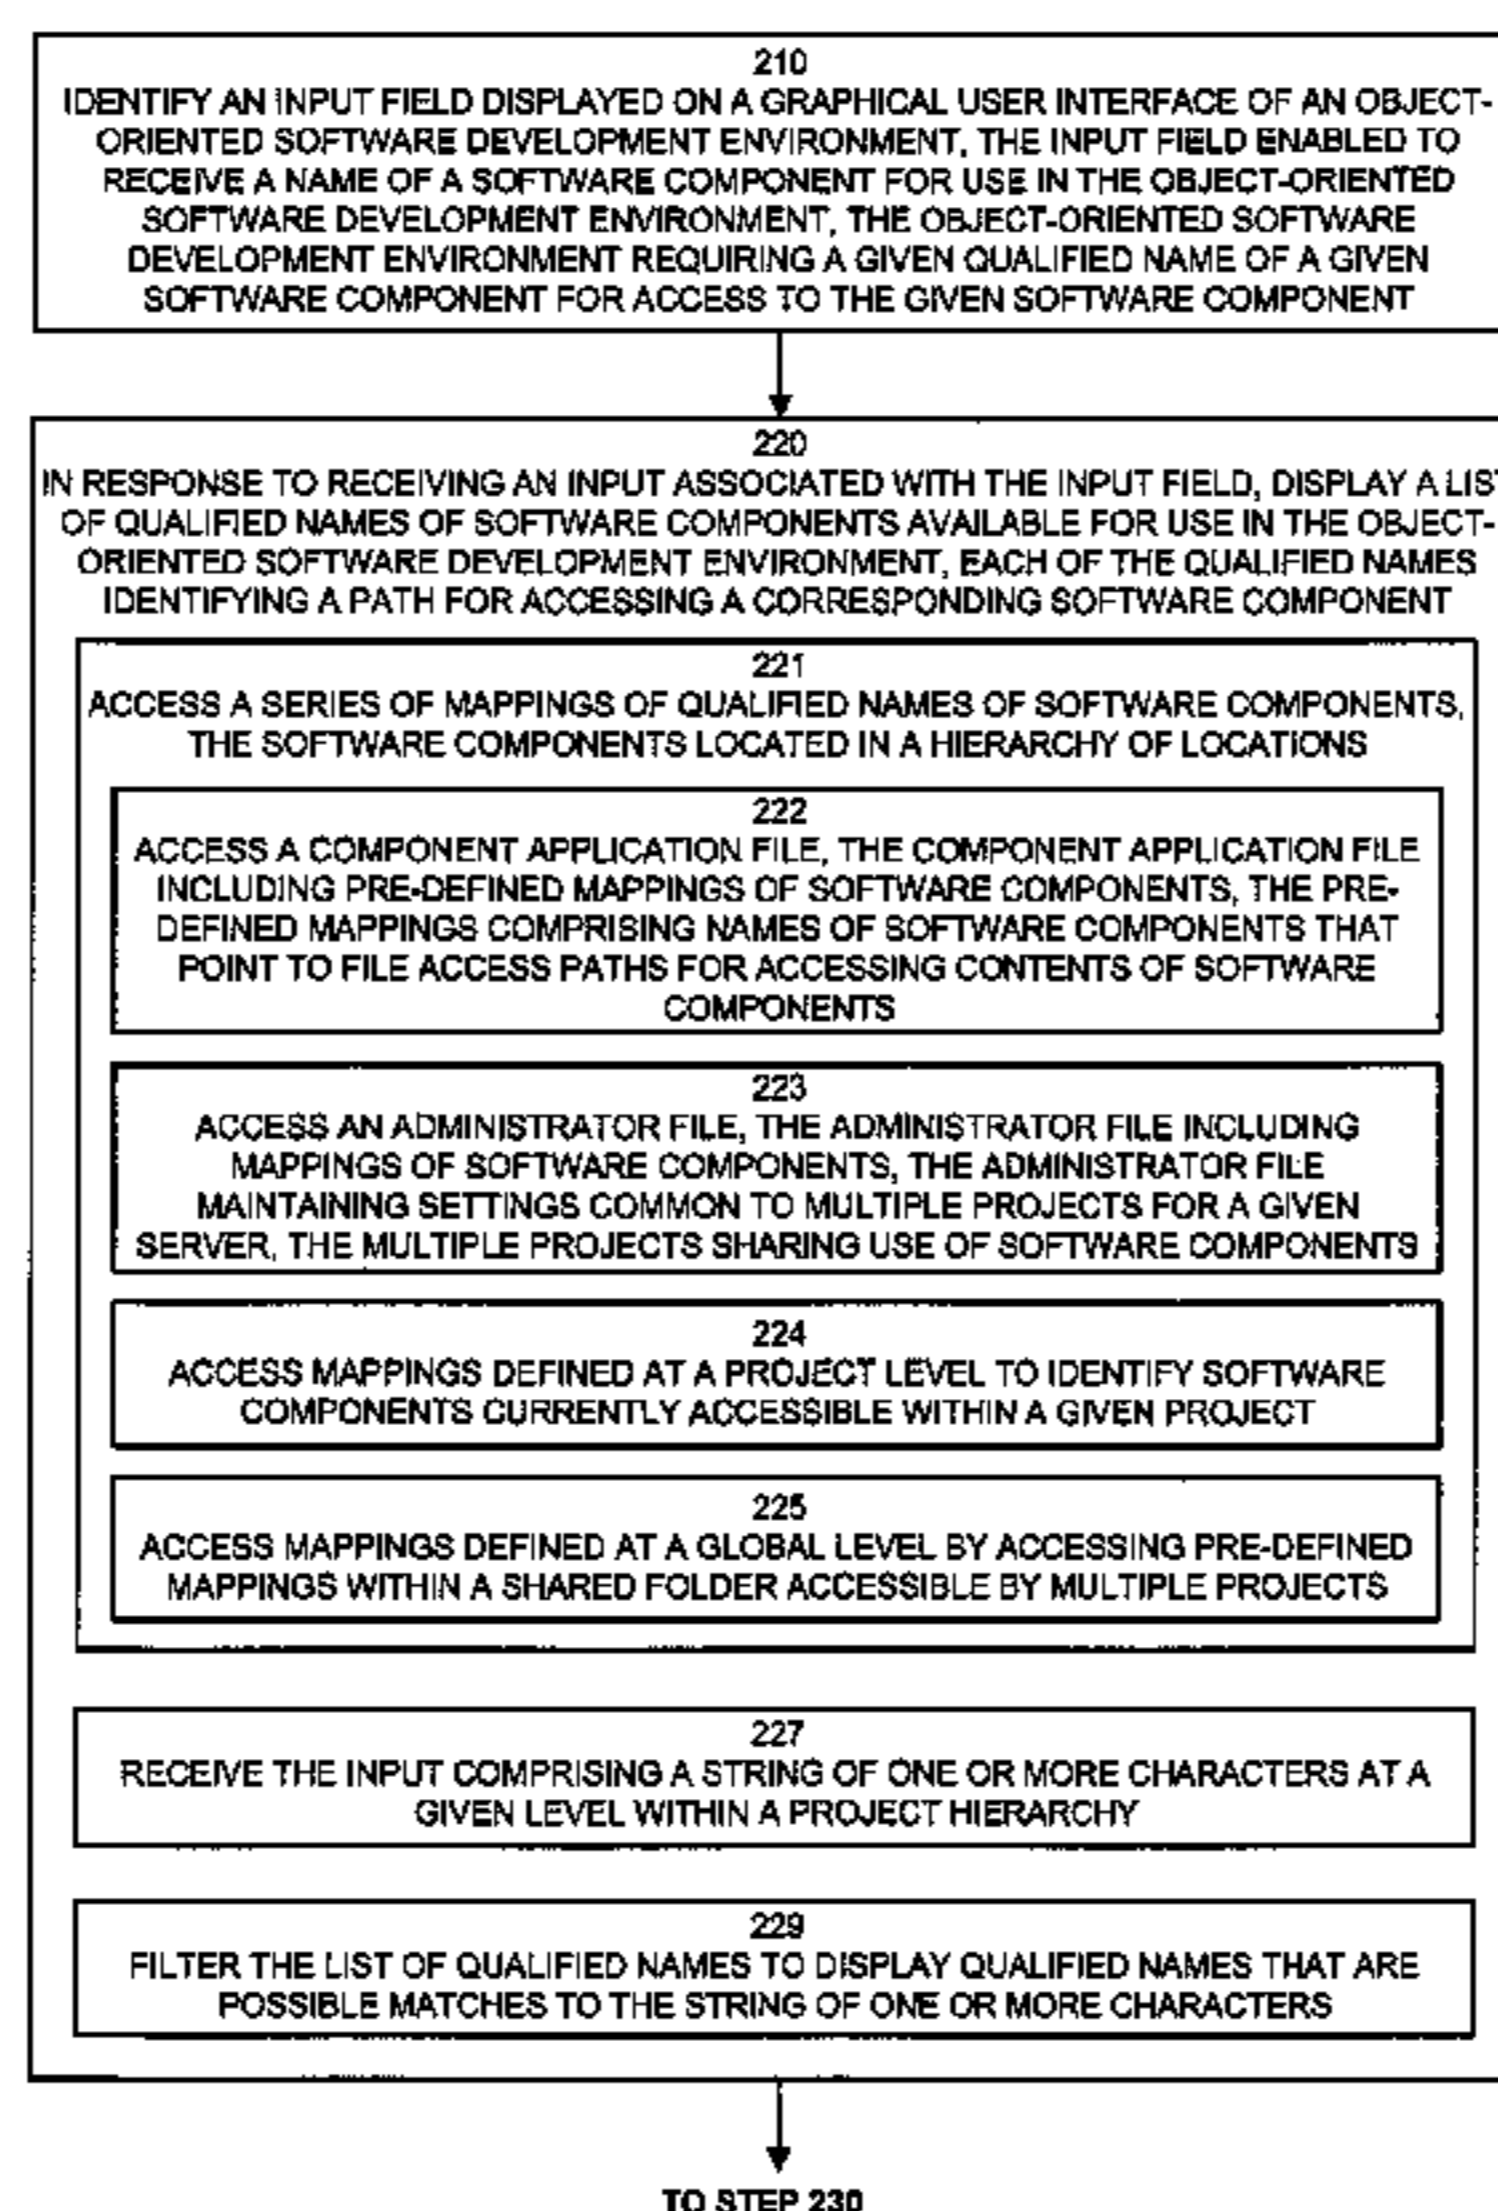 210
IDENTIFY AN INPUT FIELD DISPLAYED ON A GRAPHICAL USER INTERFACE OF AN OBJECT-
ORIENTED SOFTWARE DEVELOPMENT ENVIRONMENT, THE INPUT FIELD ENABLED TO
RECEIVE A NAME OF A SOFTWARE COMPONENT FOR USE IN THE OBJECT-ORIENTED
SOFTWARE DEVELOPMENT ENVIRONMENT, THE OBJECT-ORIENTED SOFTWARE
DEVELOPMENT ENVIRONMENT REQUIRING A GIVEN QUALIFIED NAME OF A GIVEN
SOFTWARE COMPONENT FOR ACCESS TO THE GIVEN SOFTWARE COMPONENT
220
IN RESPONSE TO RECEIVING AN INPUT ASSOCIATED WITH THE INPUT FIELD, DISPLAY A LIST
OF QUALIFIED NAMES OF SOFTWARE COMPONENTS AVAILABLE FOR USE IN THE OBJECT-
ORIENTED SOFTWARE DEVELOPMENT ENVIRONMENT, EACH OF THE QUALIFIED NAMES
IDENTIFYING A PATH FOR ACCESSING A CORRESPONDING SOFTWARE COMPONENT
221
ACCESS A SERIES OF MAPPINGS OF QUALIFIED NAMES OF SOFTWARE COMPONENTS,
THE SOFTWARE COMPONENTS LOCATED IN A HIERARCHY OF LOCATIONS
222
ACCESS A COMPONENT APPLICATION FILE, THE COMPONENT APPLICATION FILE
INCLUDING PRE-DEFINED MAPPINGS OF SOFTWARE COMPONENTS, THE PRE-
DEFINED MAPPINGS COMPRISING NAMES OF SOFTWARE COMPONENTS THAT
POINT TO FILE ACCESS PATHS FOR ACCESSING CONTENTS OF SOFTWARE
COMPONENTS
223
ACCESS AN ADMINISTRATOR FILE, THE ADMINISTRATOR FILE INCLUDING
MAPPINGS OF SOFTWARE COMPONENTS, THE ADMINISTRATOR FILE
MAINTAINING SETTINGS COMMON TO MULTIPLE PROJECTS FOR A GIVEN
SERVER, THE MULTIPLE PROJECTS SHARING USE OF SOFTWARE COMPONENTS
224
ACCESS MAPPINGS DEFINED AT A PROJECT LEVEL TO IDENTIFY SOFTWARE
COMPONENTS CURRENTLY ACCESSIBLE WITHIN A GIVEN PROJECT
225
ACCESS MAPPINGS DEFINED AT A GLOBAL LEVEL BY ACCESSING PRE-DEFINED
MAPPINGS WITHIN A SHARED FOLDER ACCESSIBLE BY MULTIPLE PROJECTS
227
RECEIVE THE INPUT COMPRISING A STRING OF ONE OR MORE CHARACTERS AT A
GIVEN LEVEL WITHIN A PROJECT HIERARCHY
229
FILTER THE LIST OF QUALIFIED NAMES TO DISPLAY QUALIFIED NAMES THAT ARE
POSSIBLE MATCHES TO THE STRING OF ONE OR MORE CHARACTERS
TO STEP 230